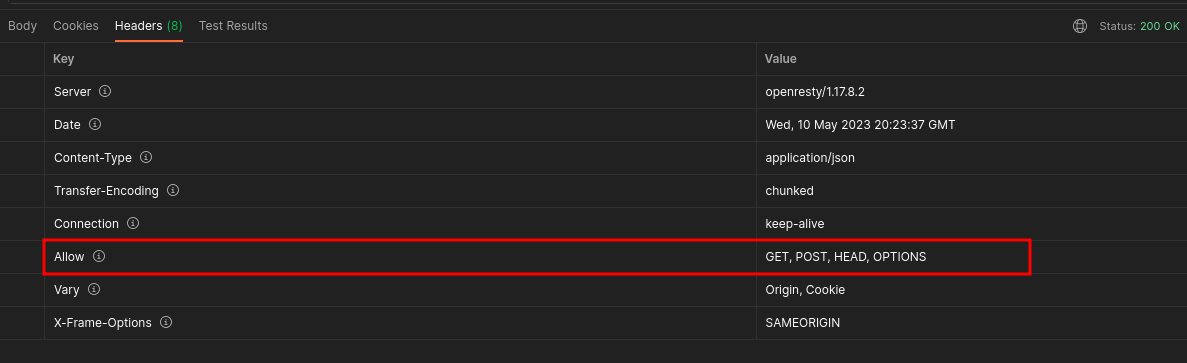 Body Cookies Headers (8) Test Results Status: 200 OK
Key Value
Server openresty/1.17.8.2
Date Wed, 10 May 2023 20:23:37 GMT
Content-Type application/json
Transfer-Encoding chunked
Connection keep-alive
Allow GET, POST, HEAD, OPTIONS
Vary Origin, Cookie
X-Frame-Options SAMEORIGIN